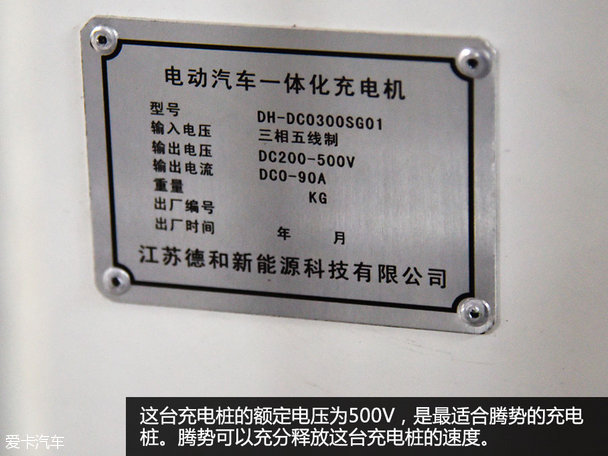 电动汽车一体化充电机
型号 DH-DC0300SG01
输入电压 三相五线制
输出电压 DC200-500V
输出电流 DC0-90A
重量 KG
出厂编号
出厂时间 年 月
江苏德和新能源科技有限公司
这台充电桩的额定电压为500V，是最适合腾势的充电
桩。腾势可以充分释放这台充电桩的速度。
爱卡汽车